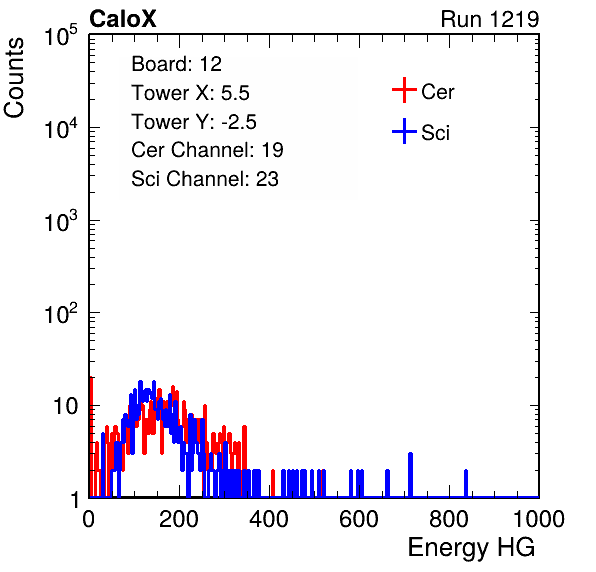 CaloX Run 1219
Counts
Board: 12
Tower X: 5.5
Tower Y: -2.5
Cer Channel: 19
Sci Channel: 23
Cer
Sci
10^5
10^4
10^3
10^2
10
1
0 200 400 600 800 1000
Energy HG